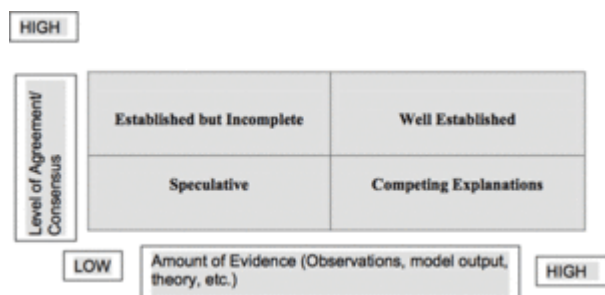 HIGH
Level of Agreement/
Consensus
Established but Incomplete
Well Established
Speculative
Competing Explanations
LOW
Amount of Evidence (Observations, model output,
theory, etc.)
HIGH